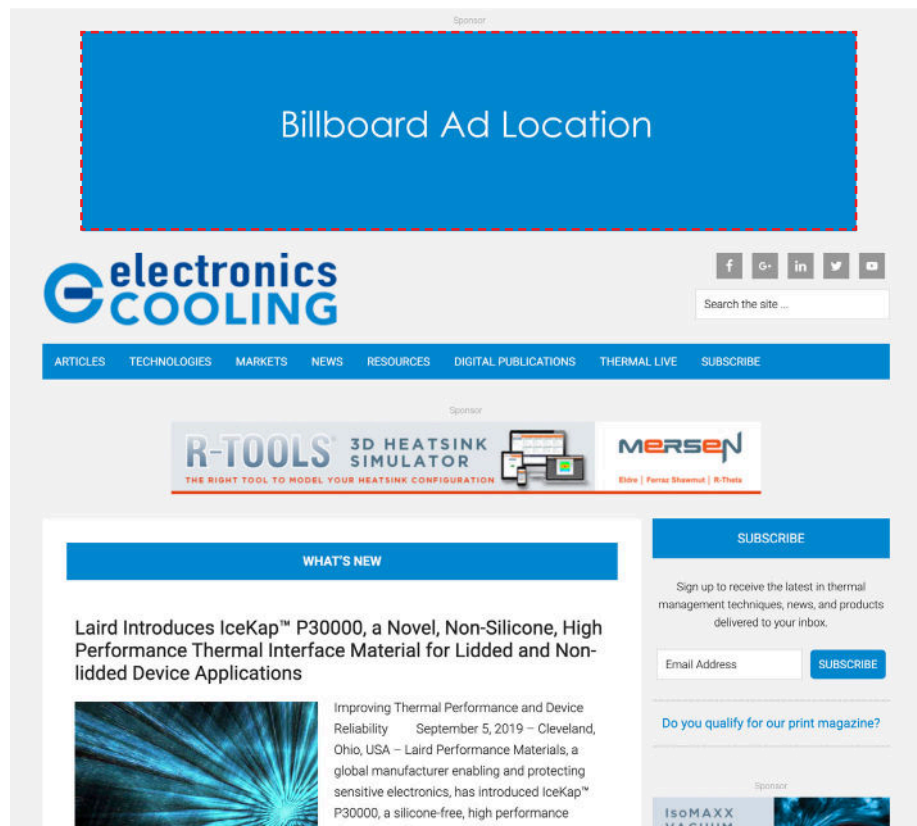 Sponsor
Billboard Ad Location
electronics
COOLING
f G+ in
Search the site ...
ARTICLES TECHNOLOGIES MARKETS NEWS RESOURCES DIGITAL PUBLICATIONS THERMAL LIVE SUBSCRIBE
Sponsor
R-TOOLS 3D HEATSINK
SIMULATOR
THE RIGHT TOOL TO MODEL YOUR HEATSINK CONFIGURATION
MERSEN
Eldre | Ferraz Shawmut | R-Theta
WHAT'S NEW
Laird Introduces IceKap™ P30000, a Novel, Non-Silicone, High
Performance Thermal Interface Material for Lidded and Non-
lidded Device Applications
Improving Thermal Performance and Device
Reliability September 5, 2019 – Cleveland,
Ohio, USA – Laird Performance Materials, a
global manufacturer enabling and protecting
sensitive electronics, has introduced IceKap™
P30000, a silicone-free, high performance
SUBSCRIBE
Sign up to receive the latest in thermal
management techniques, news, and products
delivered to your inbox.
Email Address SUBSCRIBE
Do you qualify for our print magazine?
Sponsor
IsoMAXX
VACUUM